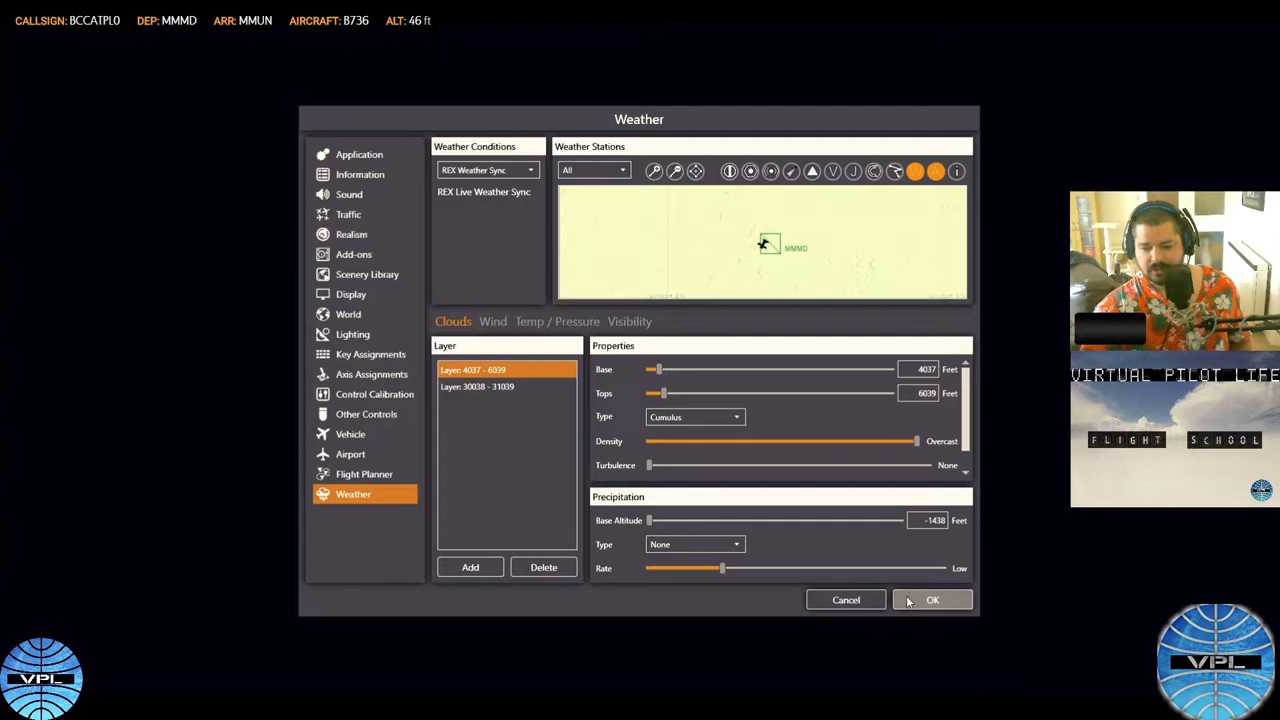 CALLSIGN: BCCATPL0 DEP: MMMD ARR: MMUN AIRCRAFT: B736 ALT: 46 ft
Weather
Application
Information
Sound
Traffic
Realism
Add-ons
Scenery Library
Display
World
Lighting
Key Assignments
Axis Assignments
Control Calibration
Other Controls
Vehicle
Airport
Flight Planner
Weather
Weather Conditions
REX Weather Sync
REX Live Weather Sync
Weather Stations
All
V J W A i
MMMD
Clouds Wind Temp / Pressure Visibility
Layer
Layer: 4037 - 6039
Layer: 30038 - 31039
Add Delete
Properties
Base 4037 Feet
Tops 6039 Feet
Type Cumulus
Density Overcast
Turbulence None
Precipitation
Base Altitude -1438 Feet
Type None
Rate Low
Cancel OK
VIRTUAL PILOT LIFE
FLIGHT SCHOOL
VPL
VPL